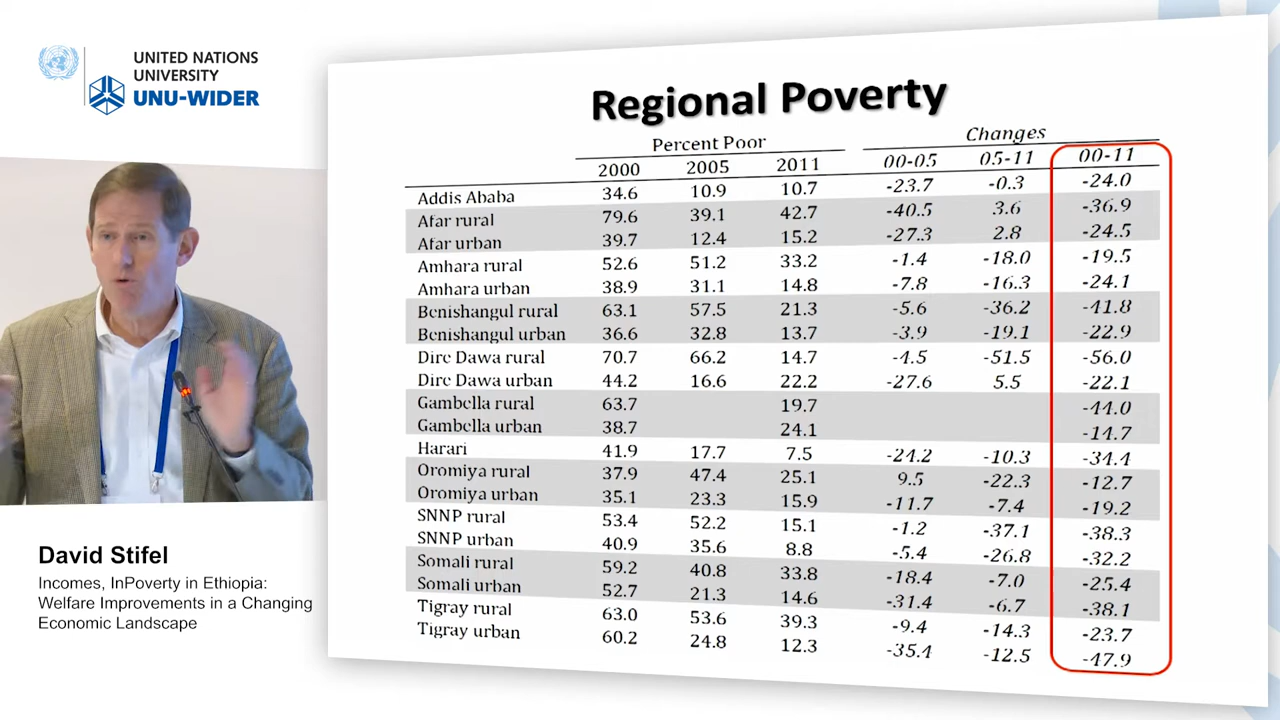 UNITED NATIONS
UNIVERSITY
UNU-WIDER
Regional Poverty
Percent Poor Changes
2000 2005 2011 00-05 05-11 00-11
Addis Ababa 34.6 10.9 10.7 -23.7 -0.3 -24.0
Afar rural 79.6 39.1 42.7 -40.5 3.6 -36.9
Afar urban 39.7 12.4 15.2 -27.3 2.8 -24.5
Amhara rural 52.6 51.2 33.2 -1.4 -18.0 -19.5
Amhara urban 38.9 31.1 14.8 -7.8 -16.3 -24.1
Benishangul rural 63.1 57.5 21.3 -5.6 -36.2 -41.8
Benishangul urban 36.6 32.8 13.7 -3.9 -19.1 -22.9
Dire Dawa rural 70.7 66.2 14.7 -4.5 -51.5 -56.0
Dire Dawa urban 44.2 16.6 22.2 -27.6 5.5 -22.1
Gambella rural 63.7 19.7 -44.0
Gambella urban 38.7 24.1 -14.7
Harari 41.9 17.7 7.5 -24.2 -10.3 -34.4
Oromiya rural 37.9 47.4 25.1 9.5 -22.3 -12.7
Oromiya urban 35.1 23.3 15.9 -11.7 -7.4 -19.2
SNNP rural 53.4 52.2 15.1 -1.2 -37.1 -38.3
SNNP urban 40.9 35.6 8.8 -5.4 -26.8 -32.2
Somali rural 59.2 40.8 33.8 -18.4 -7.0 -25.4
Somali urban 52.7 21.3 14.6 -31.4 -6.7 -38.1
Tigray rural 63.0 53.6 39.3 -9.4 -14.3 -23.7
Tigray urban 60.2 24.8 12.3 -35.4 -12.5 -47.9
David Stifel
Incomes, InPoverty in Ethiopia:
Welfare Improvements in a Changing
Economic Landscape